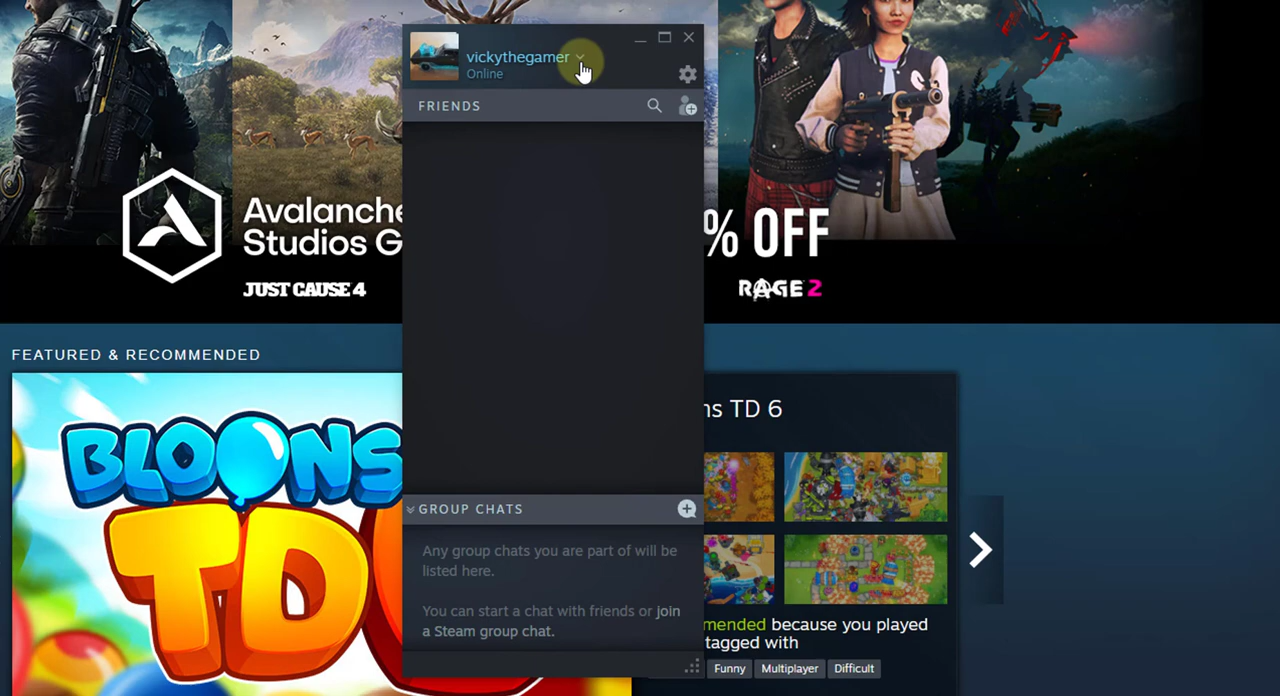 vickythegamer
Online
FRIENDS
Avalanche
Studios G
% OFF
JUST CAUSE 4
RAGE 2
FEATURED & RECOMMENDED
BLOONS
TD
ns TD 6
GROUP CHATS
Any group chats you are part of will be
listed here.
You can start a chat with friends or join
a Steam group chat.
mended because you played
tagged with
Funny
Multiplayer
Difficult